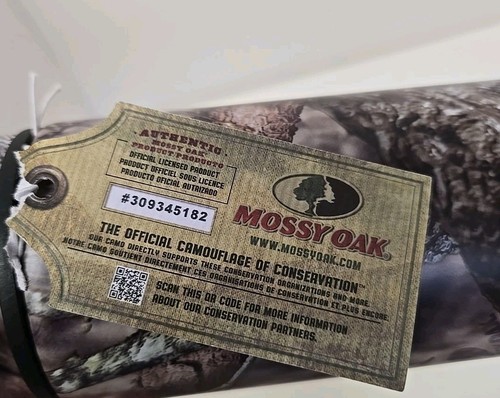 AUTHENTIC
MOSSY OAK
PRODUCT•PRODUCTO
OFFICIAL LICENSED PRODUCT
PRODUIT OFFICIEL SOUS LICENCE
PRODUCTO OFICIAL AUTRIZADO
#309345182
MOSSY OAK®
WWW.MOSSYOAK.COM
THE OFFICIAL CAMOUFLAGE OF CONSERVATION™
OUR CAMO DIRECTLY SUPPORTS THESE CONSERVATION ORGANIZATIONS AND MORE
NOTRE CAMO SOUTIENT DIRECTEMENT CES ORGANISATIONS DE CONSERVATION ET PLUS ENCORE
SCAN THIS QR CODE FOR MORE INFORMATION
ABOUT OUR CONSERVATION PARTNERS.